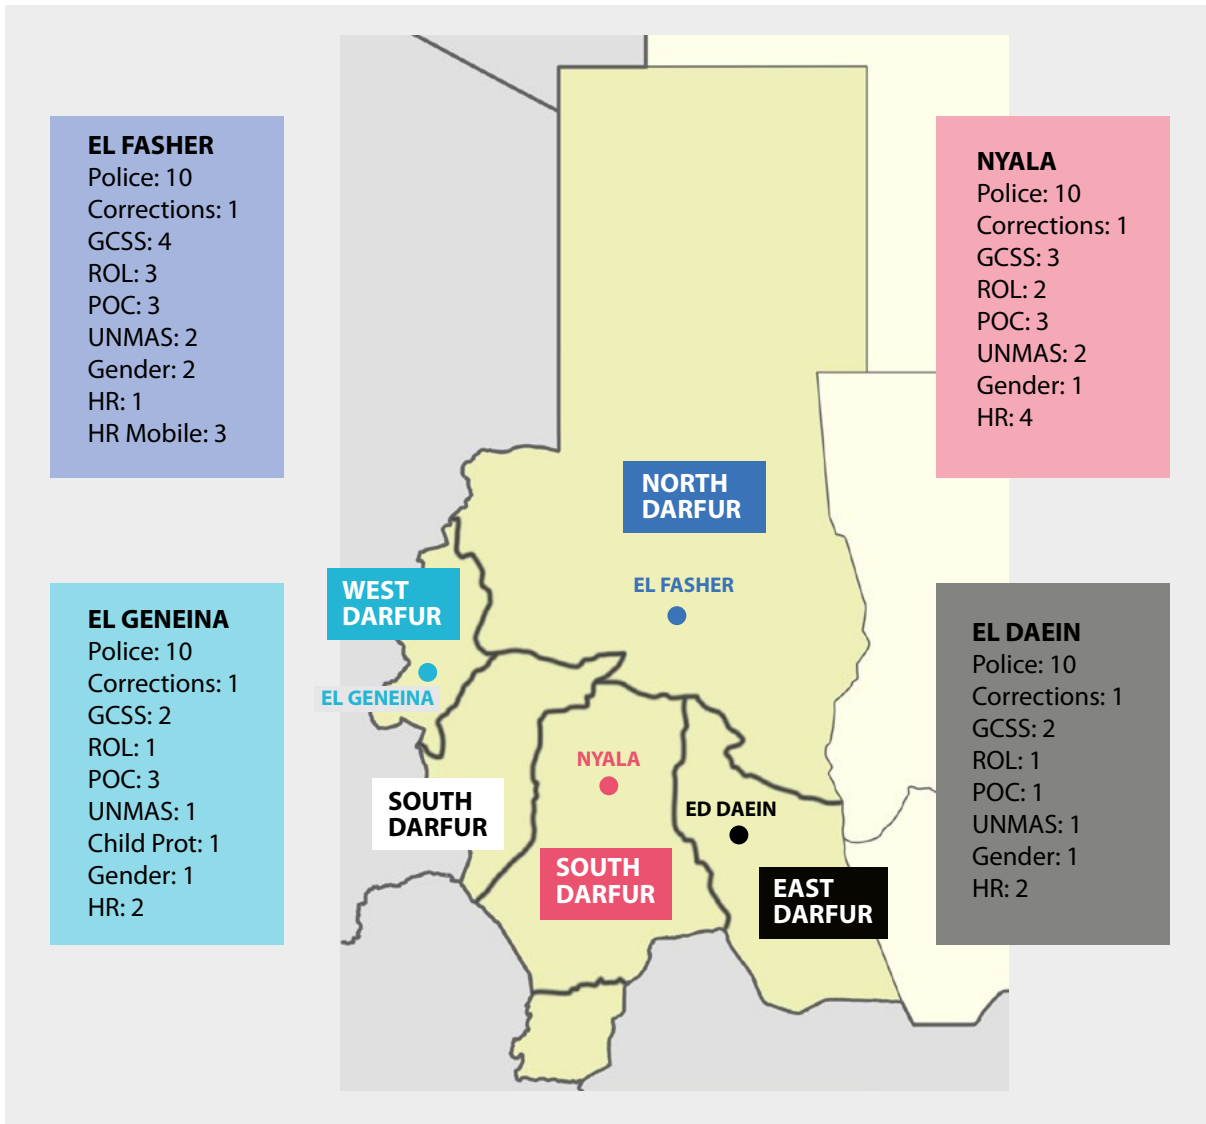 EL FASHER
Police: 10
Corrections: 1
GCSS: 4
ROL: 3
POC: 3
UNMAS: 2
Gender: 2
HR: 1
HR Mobile: 3
NYALA
Police: 10
Corrections: 1
GCSS: 3
ROL: 2
POC: 3
UNMAS: 2
Gender: 1
HR: 4
NORTH
DARFUR
EL FASHER
WEST
DARFUR
EL GENEINA
NYALA
SOUTH
DARFUR
ED DAEIN
SOUTH
DARFUR
EAST
DARFUR
EL GENEINA
Police: 10
Corrections: 1
GCSS: 2
ROL: 1
POC: 3
UNMAS: 1
Child Prot: 1
Gender: 1
HR: 2
EL DAEIN
Police: 10
Corrections: 1
GCSS: 2
ROL: 1
POC: 1
UNMAS: 1
Gender: 1
HR: 2